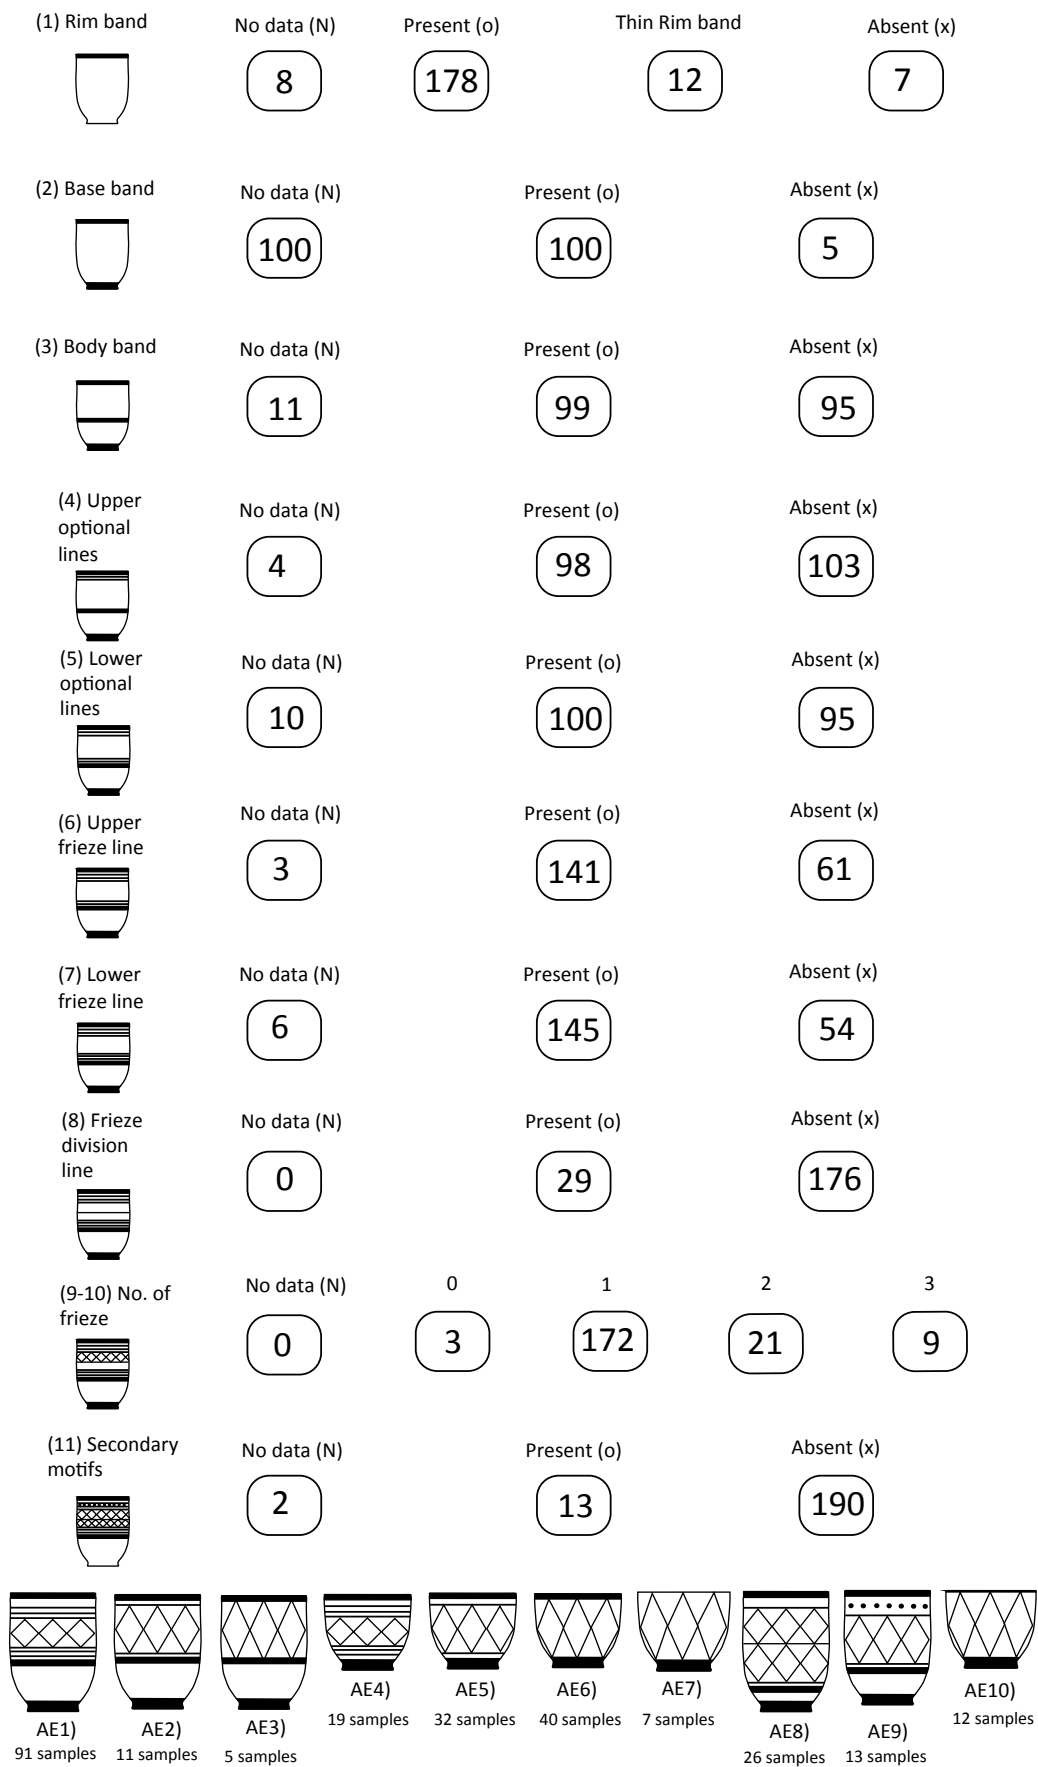 (1) Rim band
No data (N) Present (o) Thin Rim band Absent (x)
8 178 12 7
(2) Base band
No data (N) Present (o) Absent (x)
100 100 5
(3) Body band
No data (N) Present (o) Absent (x)
11 99 95
(4) Upper
optional
lines
No data (N) Present (o) Absent (x)
4 98 103
(5) Lower
optional
lines
No data (N) Present (o) Absent (x)
10 100 95
(6) Upper
frieze line
No data (N) Present (o) Absent (x)
3 141 61
(7) Lower
frieze line
No data (N) Present (o) Absent (x)
6 145 54
(8) Frieze
division
line
No data (N) Present (o) Absent (x)
0 29 176
(9-10) No. of
frieze
No data (N) 0 1 2 3
0 3 172 21 9
(11) Secondary
motifs
No data (N) Present (o) Absent (x)
2 13 190
AE1)
91 samples
AE2)
11 samples
AE3)
5 samples
AE4)
19 samples
AE5)
32 samples
AE6)
40 samples
AE7)
7 samples
AE8)
26 samples
AE9)
13 samples
AE10)
12 samples